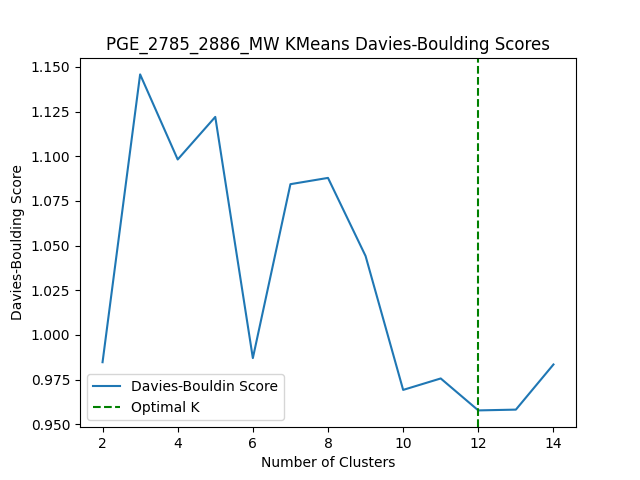 PGE_2785_2886_MW KMeans Davies-Boulding Scores
Davies-Boulding Score
1.150
1.125
1.100
1.075
1.050
1.025
1.000
0.975
0.950
Davies-Bouldin Score
Optimal K
2 4 6 8 10 12 14
Number of Clusters